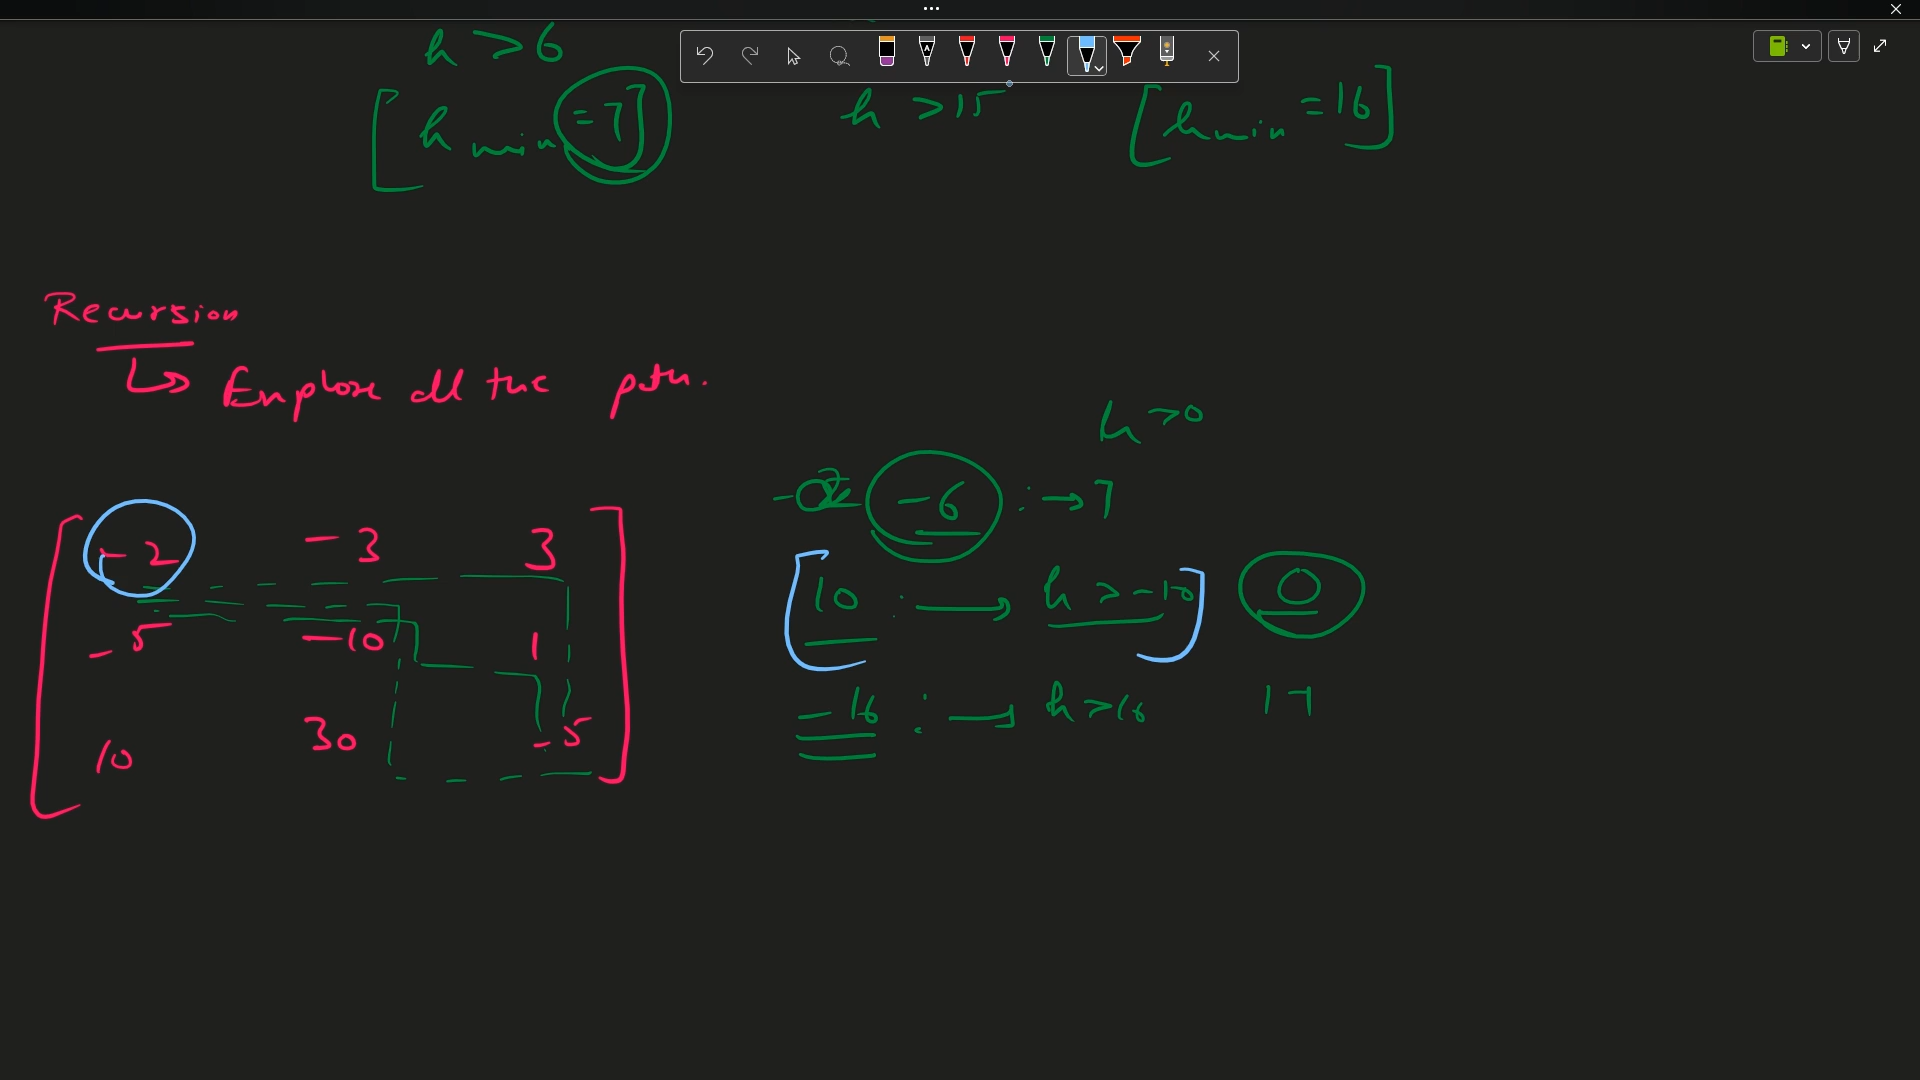 h > 6
[h min = 7]
h > 15
[h min = 16]
Recursion
↳ Explore all the path.
h > 0
-6 : → 7
[10 : → h > -10] 0
-16 : → h > 16 17
[-2 -3 3
-5 -10 1
10 30 -5]